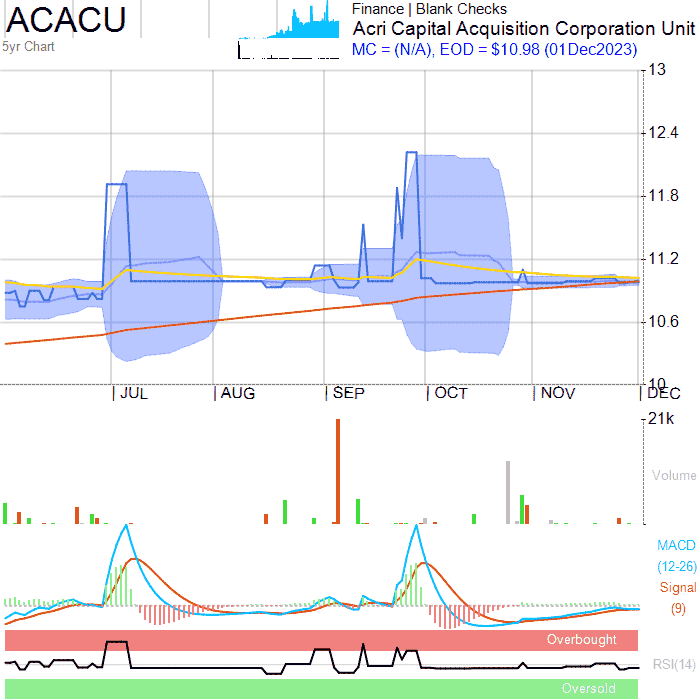 ACACU
5yr Chart
Finance | Blank Checks
Acri Capital Acquisition Corporation Unit
MC = (N/A), EOD = $10.98 (01Dec2023)
13
12.4
11.8
11.2
10.6
10
JUL
AUG
SEP
OCT
NOV
DEC
21k
Volume
MACD
(12-26)
Signal
(9)
Overbought
RSI(14)
Oversold